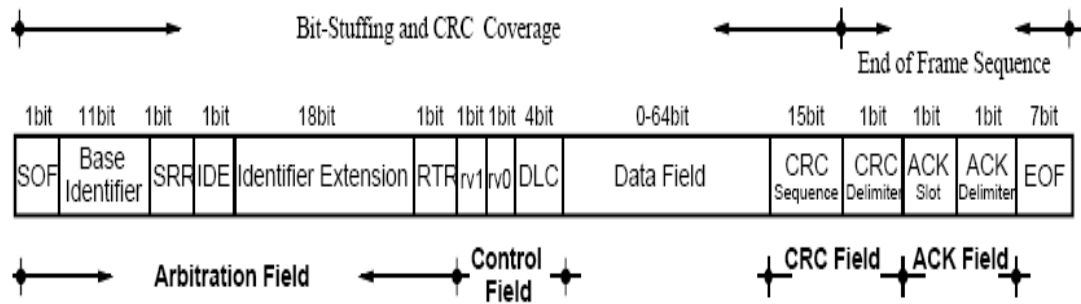 Bit-Stuffing and CRC Coverage
End of Frame Sequence
1bit 11bit 1bit 1bit 18bit 1bit 1bit 1bit 4bit 0-64bit 15bit 1bit 1bit 1bit 7bit
SOF Base Identifier SRR IDE Identifier Extension RTR rv1 rv0 DLC Data Field CRC Sequence CRC Delimiter ACK Slot ACK Delimiter EOF
Arbitration Field Control Field CRC Field ACK Field